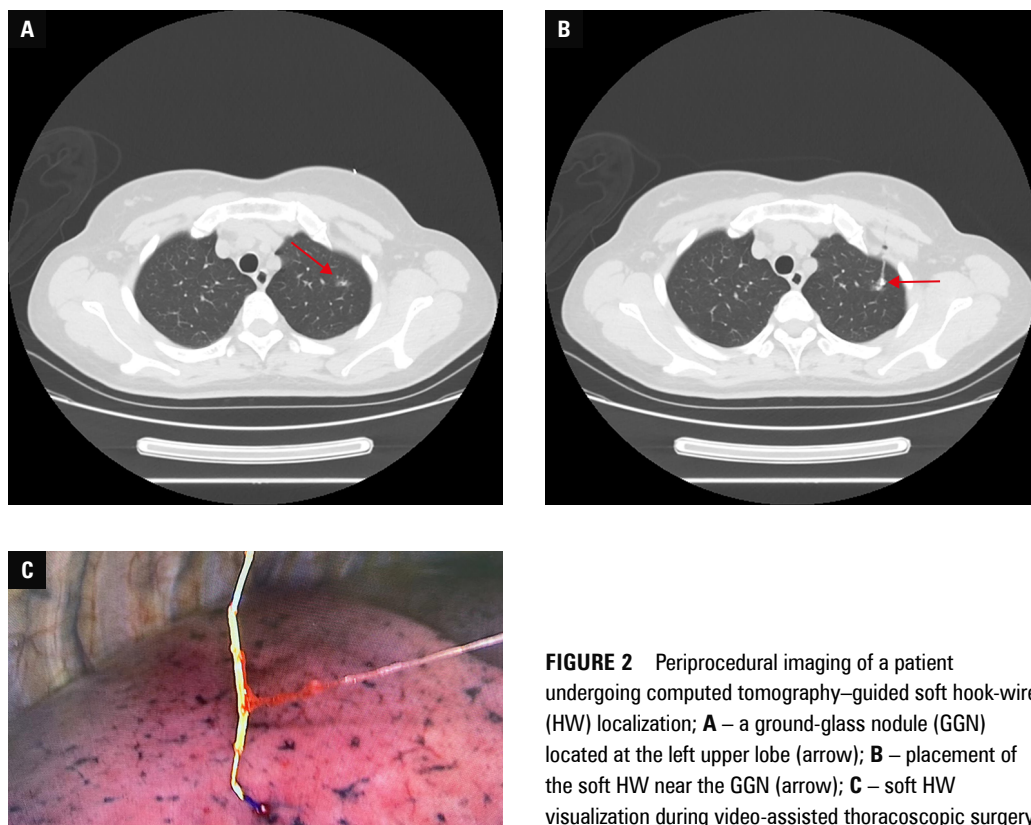 A
B
C
FIGURE 2 Periprocedural imaging of a patient
undergoing computed tomography–guided soft hook-wire
(HW) localization; A – a ground-glass nodule (GGN)
located at the left upper lobe (arrow); B – placement of
the soft HW near the GGN (arrow); C – soft HW
visualization during video-assisted thoracoscopic surgery